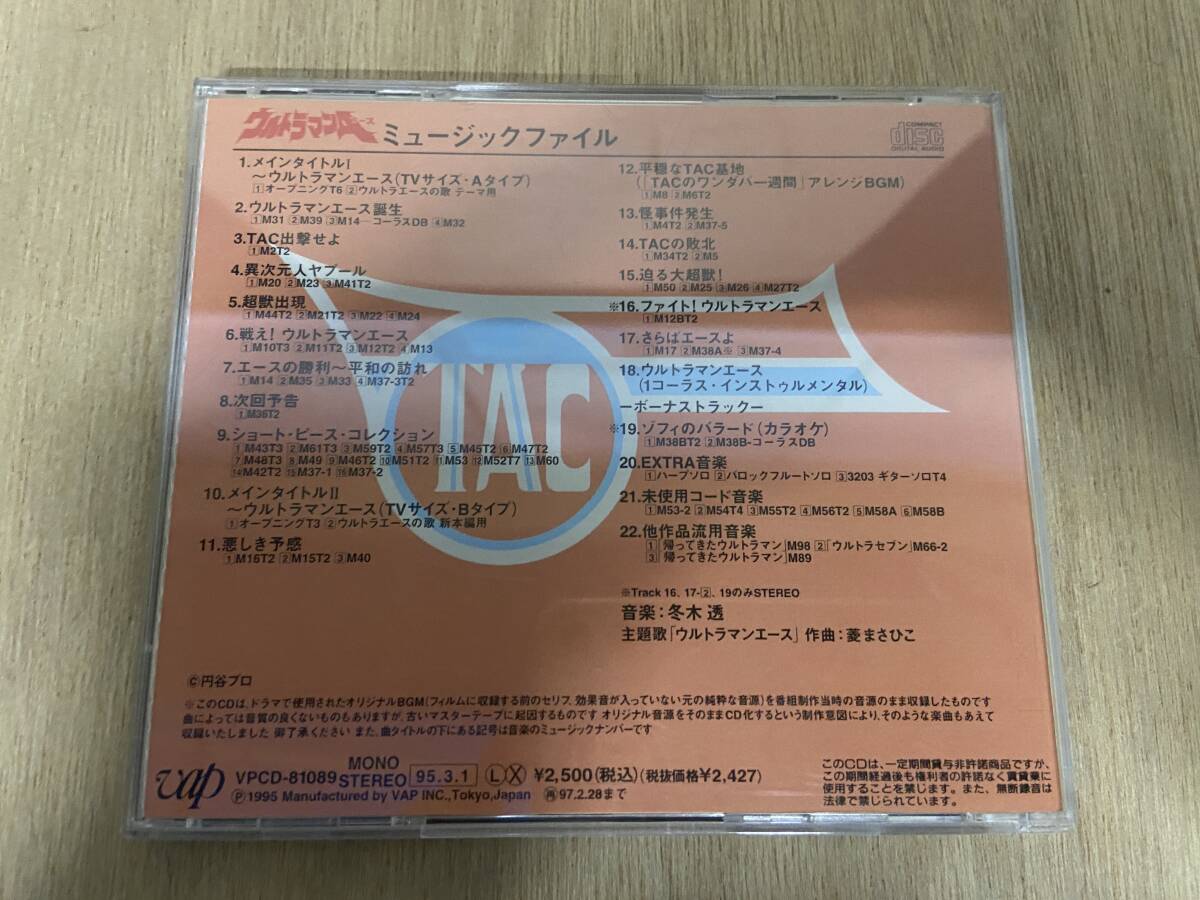 ウルトラマンA エース ミュージックファイル
COMPACT
disc
DIGITAL AUDIO
1.メインタイトルⅠ
〜ウルトラマンエース(TVサイズ・Aタイプ)
1オープニングT6 2ウルトラエースの歌 テーマ用
2.ウルトラマンエース誕生
1M31 2M39 3M14―コーラスDB 4M32
3.TAC出撃せよ
1M2T2
4.異次元人ヤプール
1M20 2M23 3M41T2
5.超獣出現
1M44T2 2M21T2 3M22 4M24
6.戦え! ウルトラマンエース
1M10T3 2M11T2 3M12T2 4M13
7.エースの勝利〜平和の訪れ
1M14 2M35 3M33 4M37-3T2
8.次回予告
1M36T2
9.ショート・ピース・コレクション
1M43T3 2M61T3 3M59T2 4M57T3 5M45T2 6M47T2
7M48T3 8M49 9M46T2 10M51T2 11M53 12M52T7 13M60
14M42T2 15M37-1 16M37-2
10.メインタイトルⅡ
〜ウルトラマンエース(TVサイズ・Bタイプ)
1オープニングT3 2ウルトラエースの歌 新本編用
11.悪しき予感
1M16T2 2M15T2 3M40
12.平穏なTAC基地
(「TACのワンダバ一週間」アレンジBGM)
1M8 2M6T2
13.怪事件発生
1M4T2 2M37-5
14.TACの敗北
1M34T2 2M5
15.迫る大超獣!
1M50 2M25 3M26 4M27T2
※16.ファイト! ウルトラマンエース
1M12BT2
17.さらばエースよ
1M17 2M38A※ 3M37-4
18.ウルトラマンエース
(1コーラス・インストゥルメンタル)
―ボーナストラック―
※19.ゾフィのバラード(カラオケ)
1M38BT2 2M38B-コーラスDB
20.EXTRA音楽
1ハープソロ 2バロックフルートソロ 33203 ギターソロT4
21.未使用コード音楽
1M53-2 2M54T4 3M55T2 4M56T2 5M58A 6M58B
22.他作品流用音楽
1「帰ってきたウルトラマン」M98 2「ウルトラセブン」M66-2
3「帰ってきたウルトラマン」M89
※Track 16、17-2、19のみSTEREO
音楽:冬木 透
主題歌「ウルトラマンエース」 作曲:菱まさひこ
TAC
©円谷プロ
※このCDは、ドラマで使用されたオリジナルBGM(フィルムに収録する前のセリフ、効果音が入っていない元の純粋な音源)を番組制作当時の音源のまま収録したものです
曲によっては音質の良くないものもありますが、古いマスターテープに起因するものです オリジナル音源をそのままCD化するという制作意図により、そのような楽曲もあえて
収録いたしました 御了承ください また、曲タイトルの下にある記号は音楽のミュージックナンバーです
vap VPCD-81089 MONO STEREO 95.3.1 L X ¥2,500(税込)(税抜価格¥2,427)
Ⓟ1995 Manufactured by VAP INC.,Tokyo,Japan 再97.2.28まで
このCDは、一定期間貸与非許諾商品ですが、
この期間経過後も権利者の許諾なく賃貸業に
使用することを禁じます。また、無断録音は
法律で禁じられています。